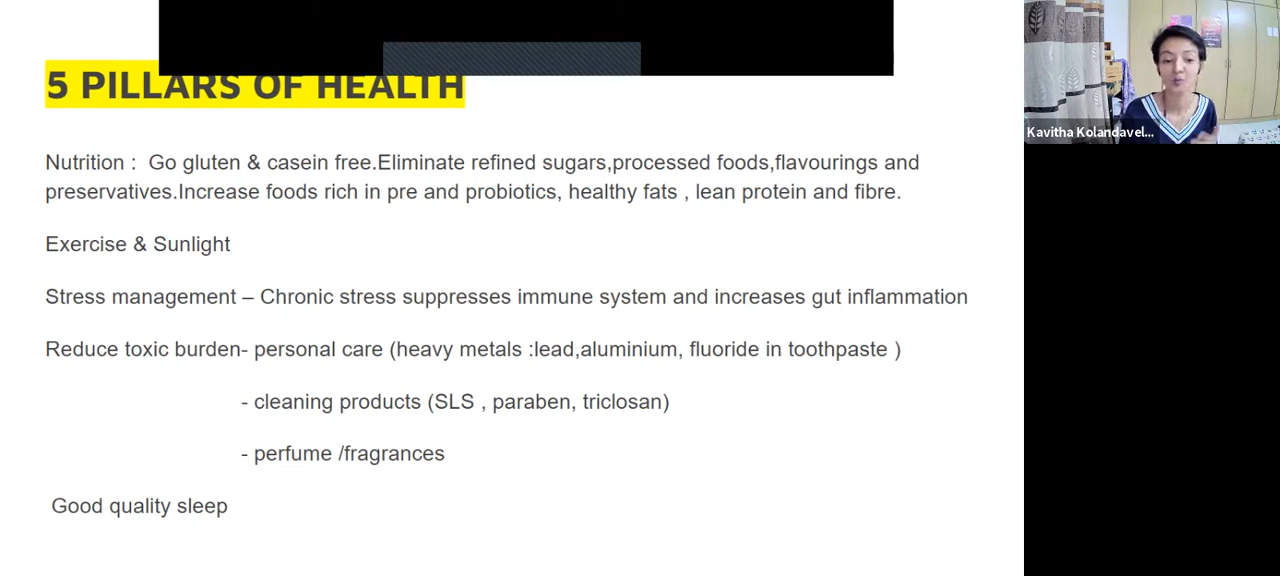 5 PILLARS OF HEALTH
Kavitha Kolandavel...
Nutrition :  Go gluten & casein free.Eliminate refined sugars,processed foods,flavourings and
preservatives.Increase foods rich in pre and probiotics, healthy fats , lean protein and fibre.
Exercise & Sunlight
Stress management – Chronic stress suppresses immune system and increases gut inflammation
Reduce toxic burden- personal care (heavy metals :lead,aluminium, fluoride in toothpaste )
- cleaning products (SLS , paraben, triclosan)
- perfume /fragrances
Good quality sleep